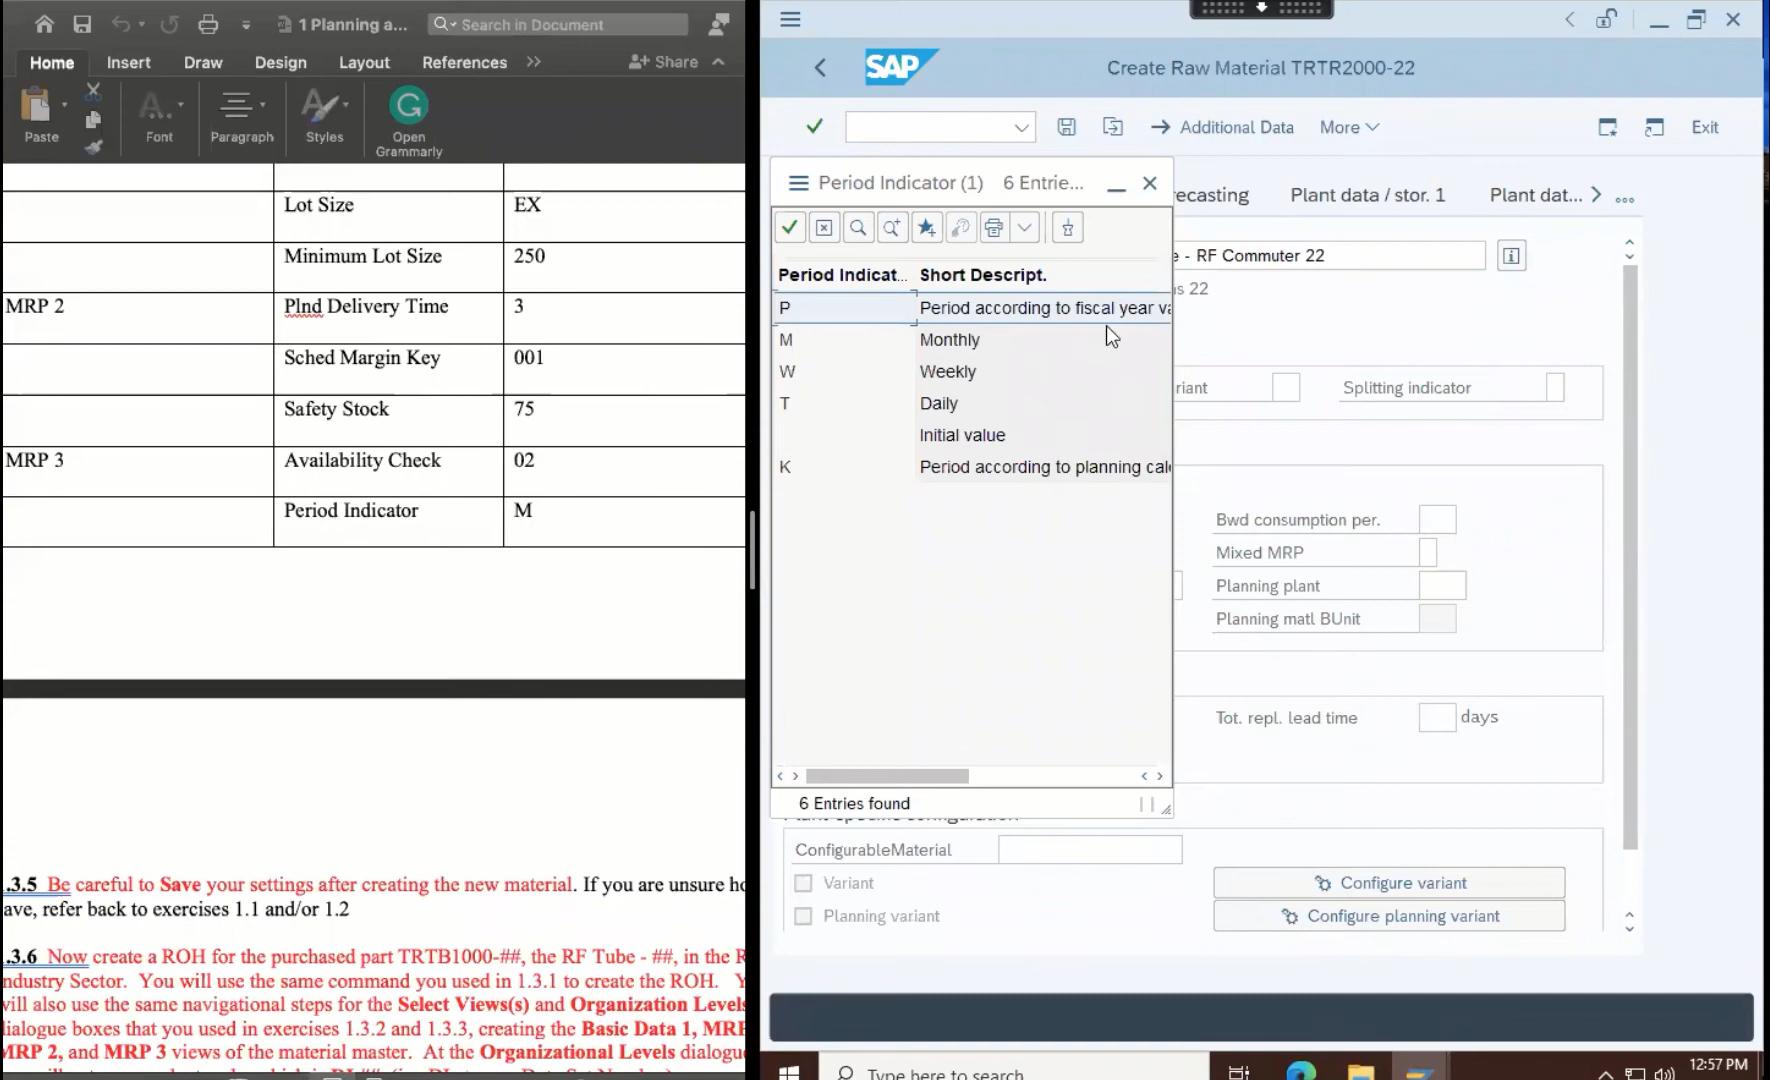 1 Planning a...
Search in Document
Home Insert Draw Design Layout References
Share
Paste
Font
Paragraph
Styles
Open
Grammarly
Lot Size EX
Minimum Lot Size 250
MRP 2 Plnd Delivery Time 3
Sched Margin Key 001
Safety Stock 75
MRP 3 Availability Check 02
Period Indicator M
.3.5 Be careful to Save your settings after creating the new material. If you are unsure
ave, refer back to exercises 1.1 and/or 1.2
.3.6 Now create a ROH for the purchased part TRTB1000-##, the RF Tube - ##, in the
ndustry Sector. You will use the same command you used in 1.3.1 to create the ROH.
will also use the same navigational steps for the Select Views(s) and Organization Levels
dialogue boxes that you used in exercises 1.3.2 and 1.3.3, creating the Basic Data 1, MRP
MRP 2, and MRP 3 views of the material master. At the Organizational Levels dialogue
SAP
Create Raw Material TRTR2000-22
Additional Data More Exit
Period Indicator (1) 6 Entrie...
ecasting Plant data / stor. 1 Plant dat...
- RF Commuter 22
s 22
Period Indicat... Short Descript.
P Period according to fiscal year va
M Monthly
W Weekly
T Daily
Initial value
K Period according to planning cal
6 Entries found
riant Splitting indicator
Bwd consumption per.
Mixed MRP
Planning plant
Planning matl BUnit
Tot. repl. lead time days
ConfigurableMaterial
Variant Configure variant
Planning variant Configure planning variant
Type here to search
12:57 PM